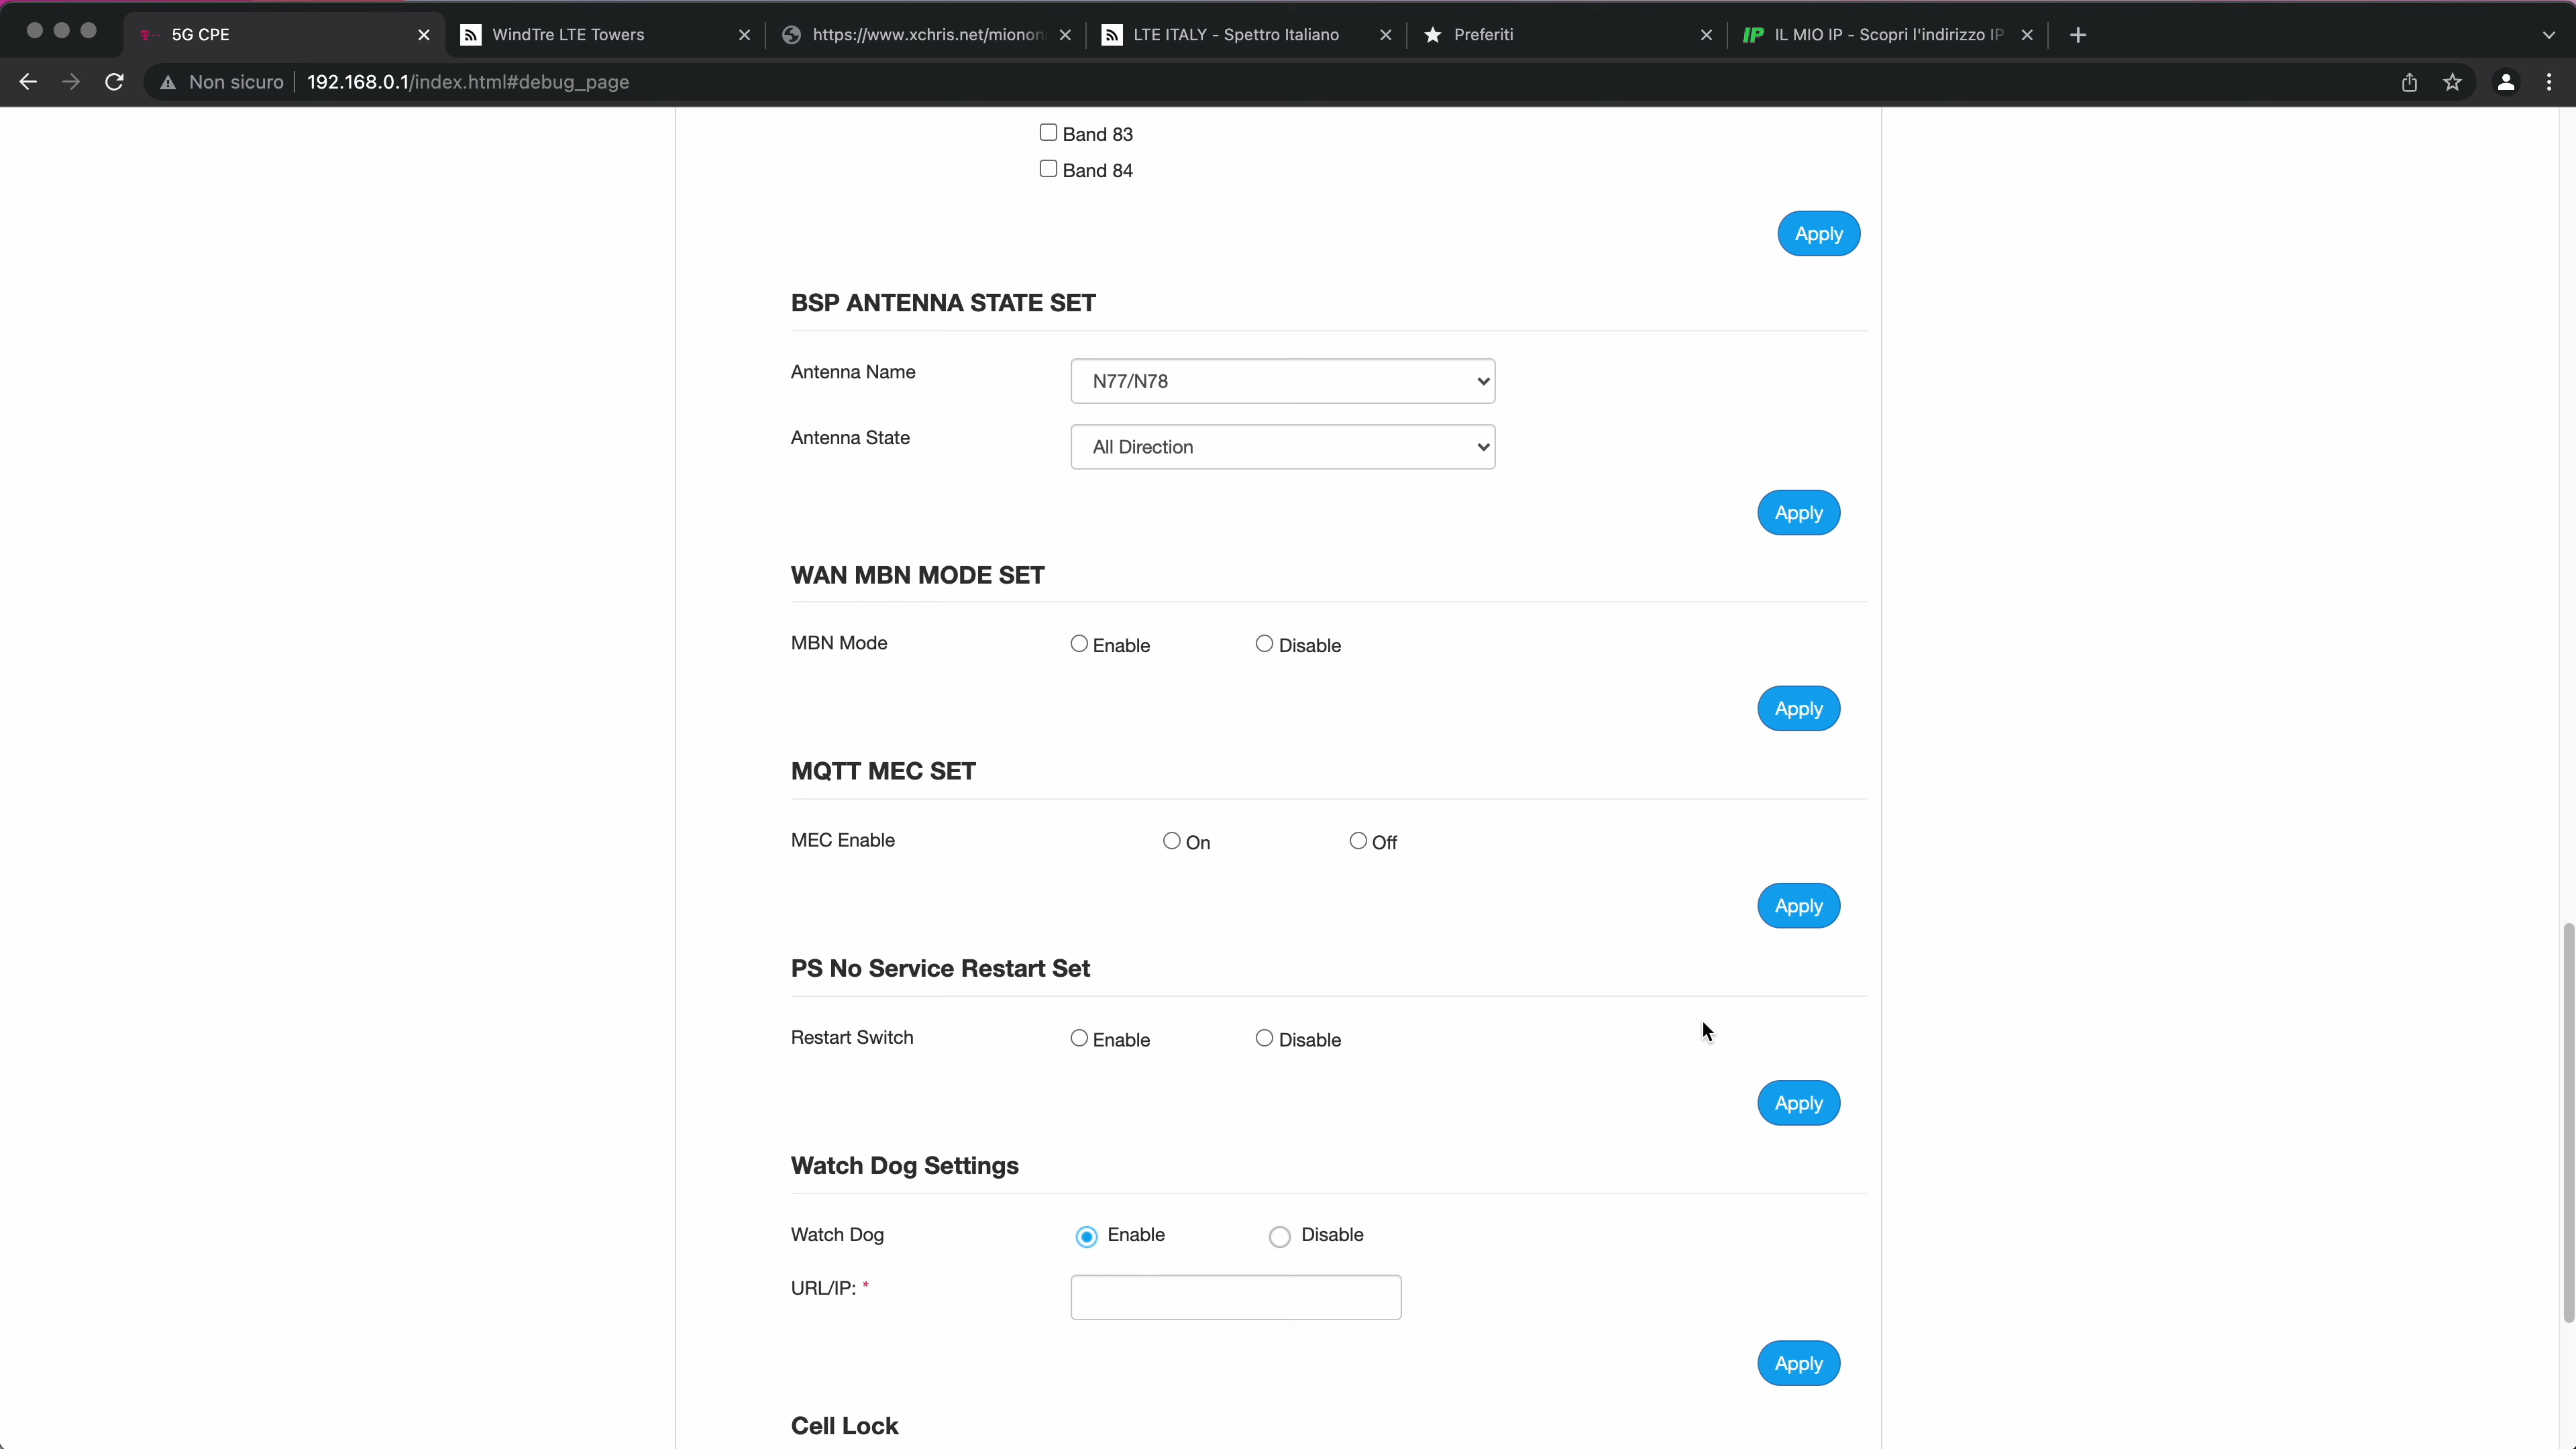 5G CPE
WindTre LTE Towers
https://www.xchris.net/miono
LTE ITALY - Spettro Italiano
Preferiti
IP IL MIO IP - Scopri l'indirizzo IP
Non sicuro 192.168.0.1/index.html#debug_page
Band 83
Band 84
Apply
BSP ANTENNA STATE SET
Antenna Name N77/N78
Antenna State All Direction
Apply
WAN MBN MODE SET
MBN Mode Enable Disable
Apply
MQTT MEC SET
MEC Enable On Off
Apply
PS No Service Restart Set
Restart Switch Enable Disable
Apply
Watch Dog Settings
Watch Dog Enable Disable
URL/IP: *
Apply
Cell Lock